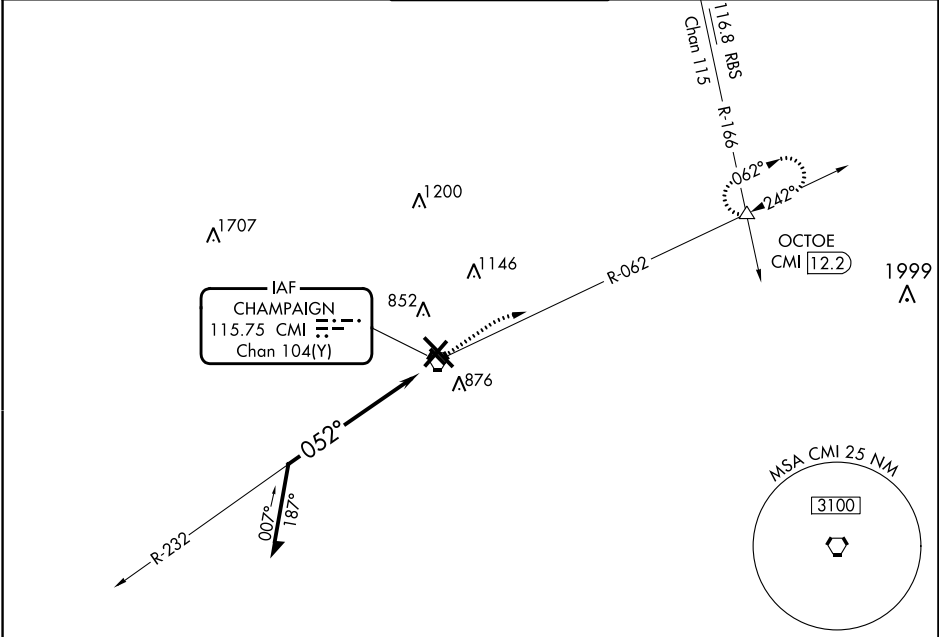 116.8 RBS
Chan 115
R-166
062°
242°
OCTOE
CMI 12.2
1200
1707
1146
R-062
1999
IAF
CHAMPAIGN
115.75 CMI
Chan 104(Y)
852
876
052°
007°
187°
R-232
MSA CMI 25 NM
3100